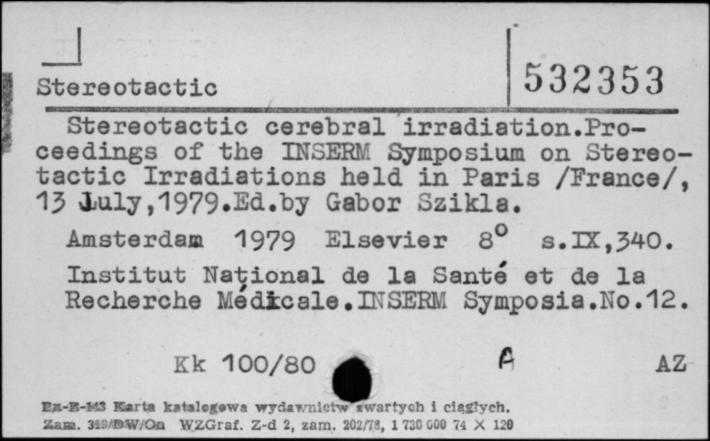 Stereotactic
532353
Stereotactic cerebral irradiation.Pro-
ceedings of the INSERM Symposium on Stereo-
tactic Irradiations held in Paris /France/,
13 July,1979.Ed.by Gabor Szikla.
Amsterdam 1979 Elsevier 8° s.IX,340.
Institut National de la Santé et de la
Recherche Médicale.INSERM Symposia.No.12.
Kk 100/80 A AZ
Karta katalogowa wydawnictw zwartych i ciągłych.
Zam. WZGraf. Z-d 2, zam. 202/78, 1 730 000 74 X 120